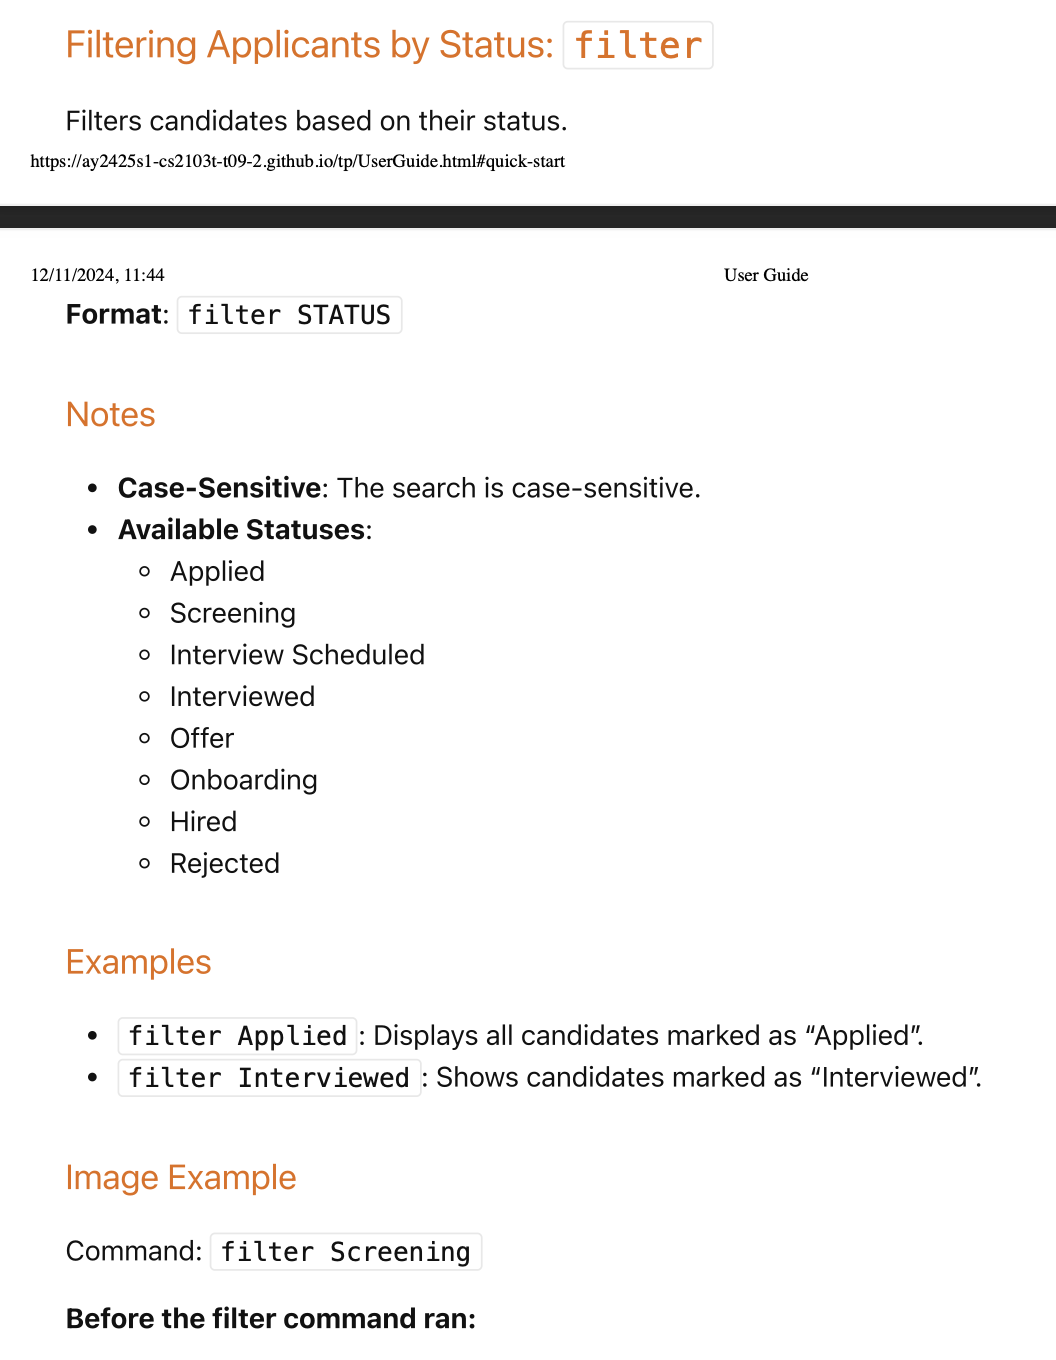 Filtering Applicants by Status: filter
Filters candidates based on their status.
https://ay2425s1-cs2103t-t09-2.github.io/tp/UserGuide.html#quick-start
12/11/2024, 11:44 User Guide
Format: filter STATUS
Notes
Case-Sensitive: The search is case-sensitive.
Available Statuses:
Applied
Screening
Interview Scheduled
Interviewed
Offer
Onboarding
Hired
Rejected
Examples
filter Applied : Displays all candidates marked as “Applied”.
filter Interviewed : Shows candidates marked as “Interviewed”.
Image Example
Command: filter Screening
Before the filter command ran: